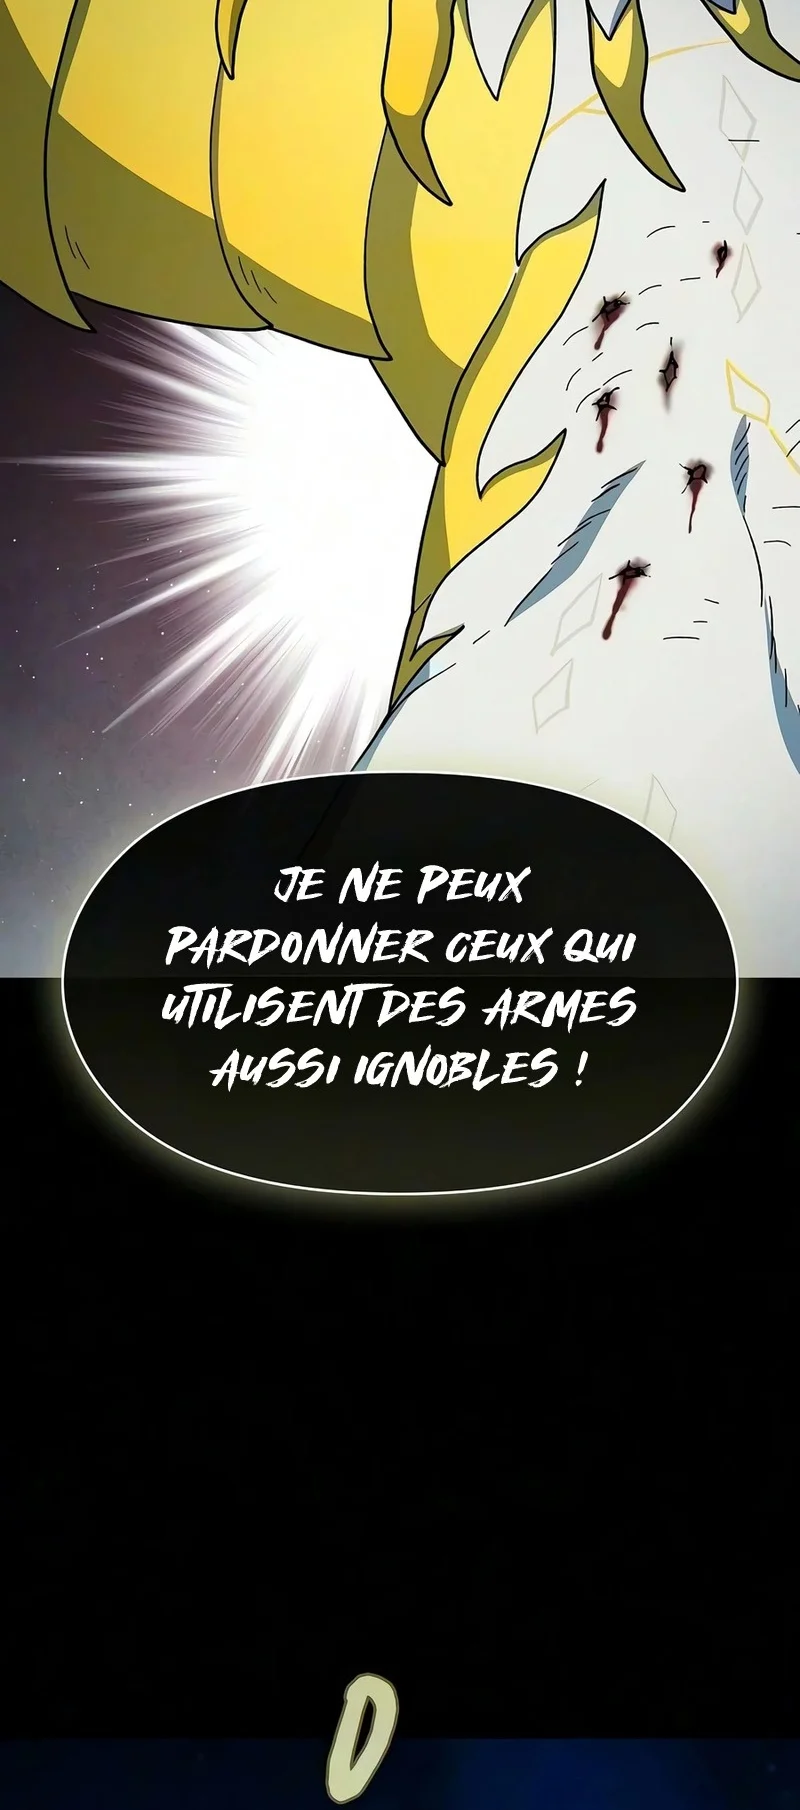 JE NE PEUX
PARDONNER CEUX QUI
UTILISENT DES ARMES
AUSSI IGNOBLES !